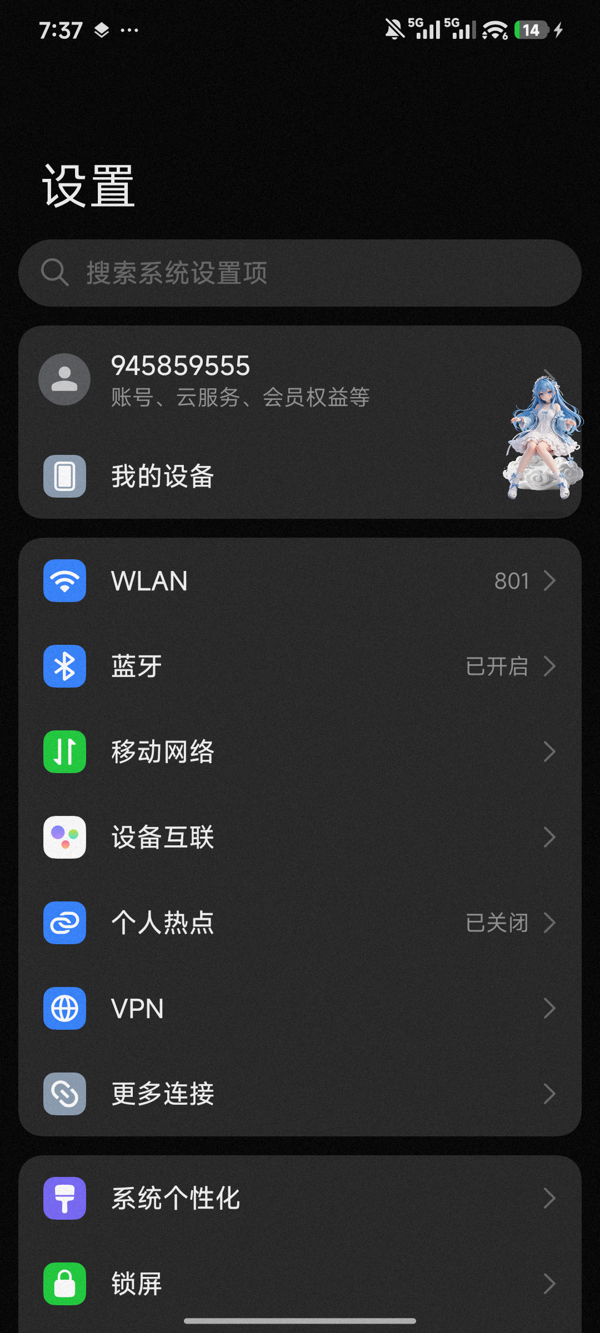 7:37
5G 5G 6 14
设置
搜索系统设置项
945859555
账号、云服务、会员权益等
我的设备
WLAN 801
蓝牙 已开启
移动网络
设备互联
个人热点 已关闭
VPN
更多连接
系统个性化
锁屏